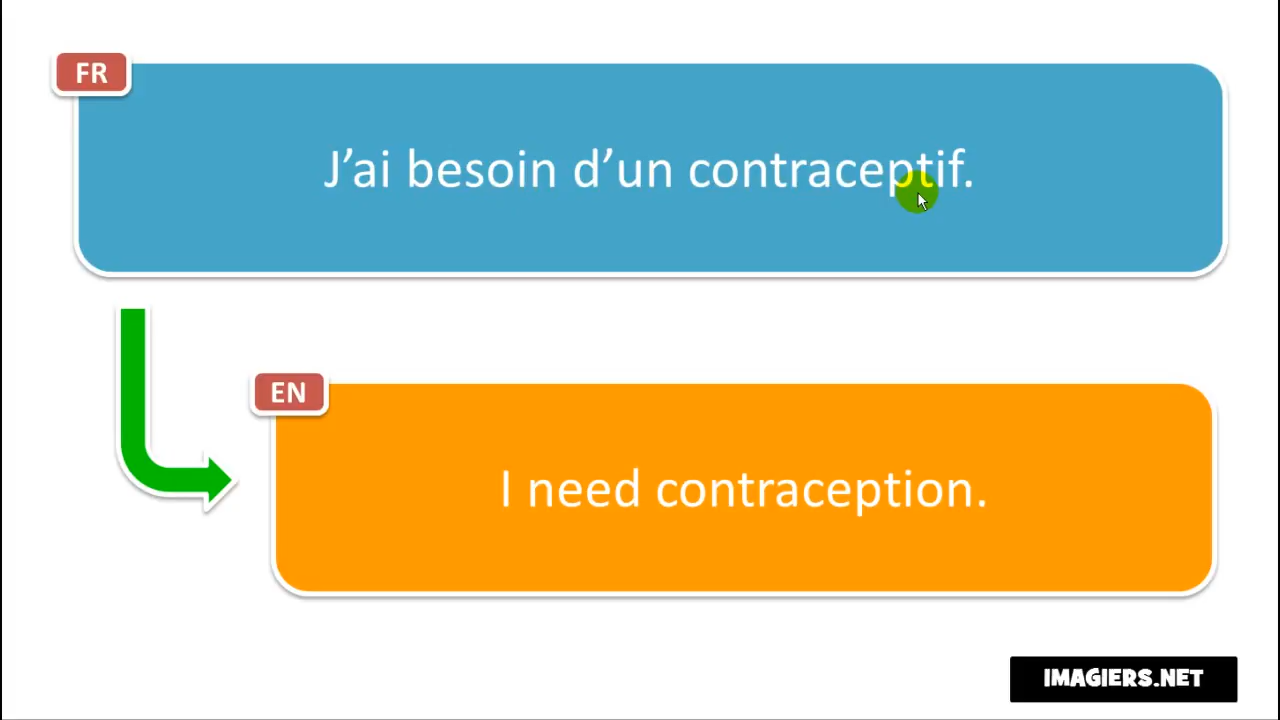 FR
J’ai besoin d’un contraceptif.
EN
I need contraception.
IMAGIERS.NET